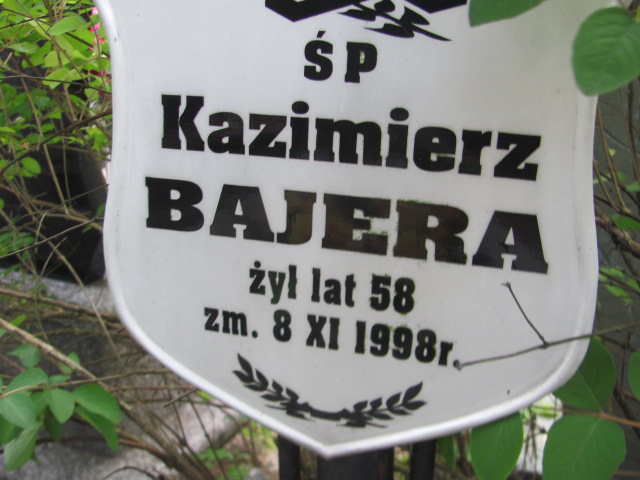 ŚP
Kazimierz
BAJERA
żył lat 58
zm. 8 XI 1998r.